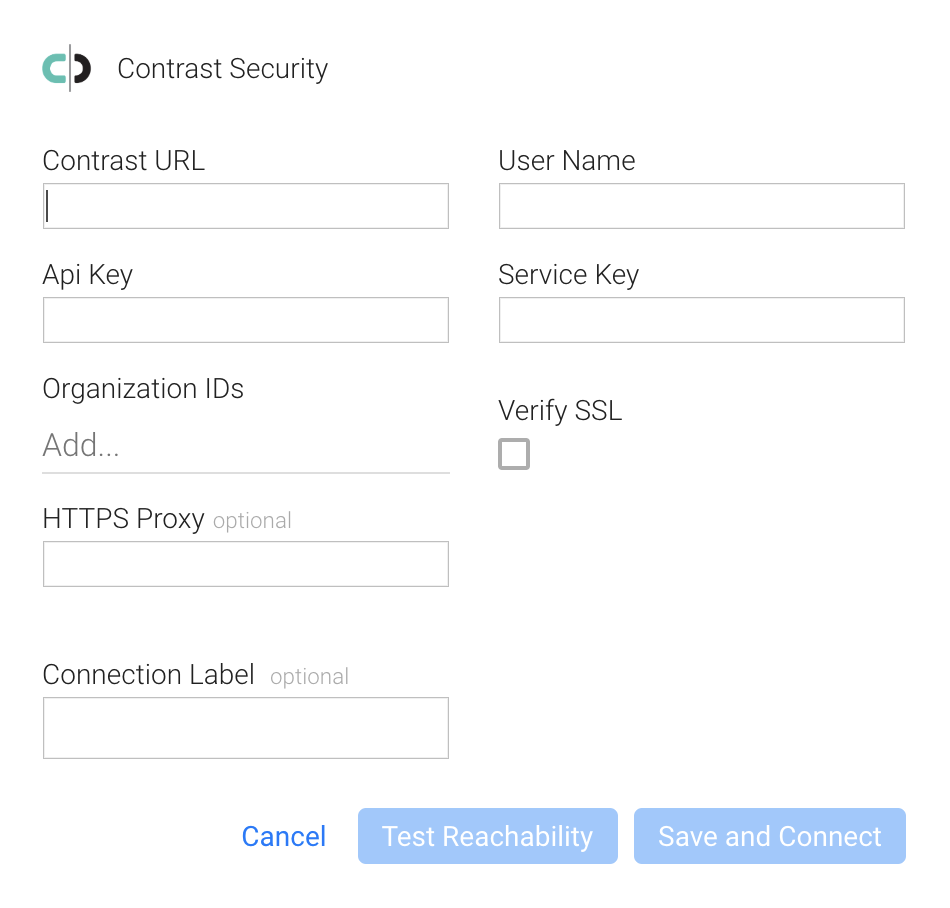 Contrast Security
Contrast URL
User Name
Api Key
Service Key
Organization IDs
Add...
Verify SSL
HTTPS Proxy optional
Connection Label optional
Cancel
Test Reachability
Save and Connect